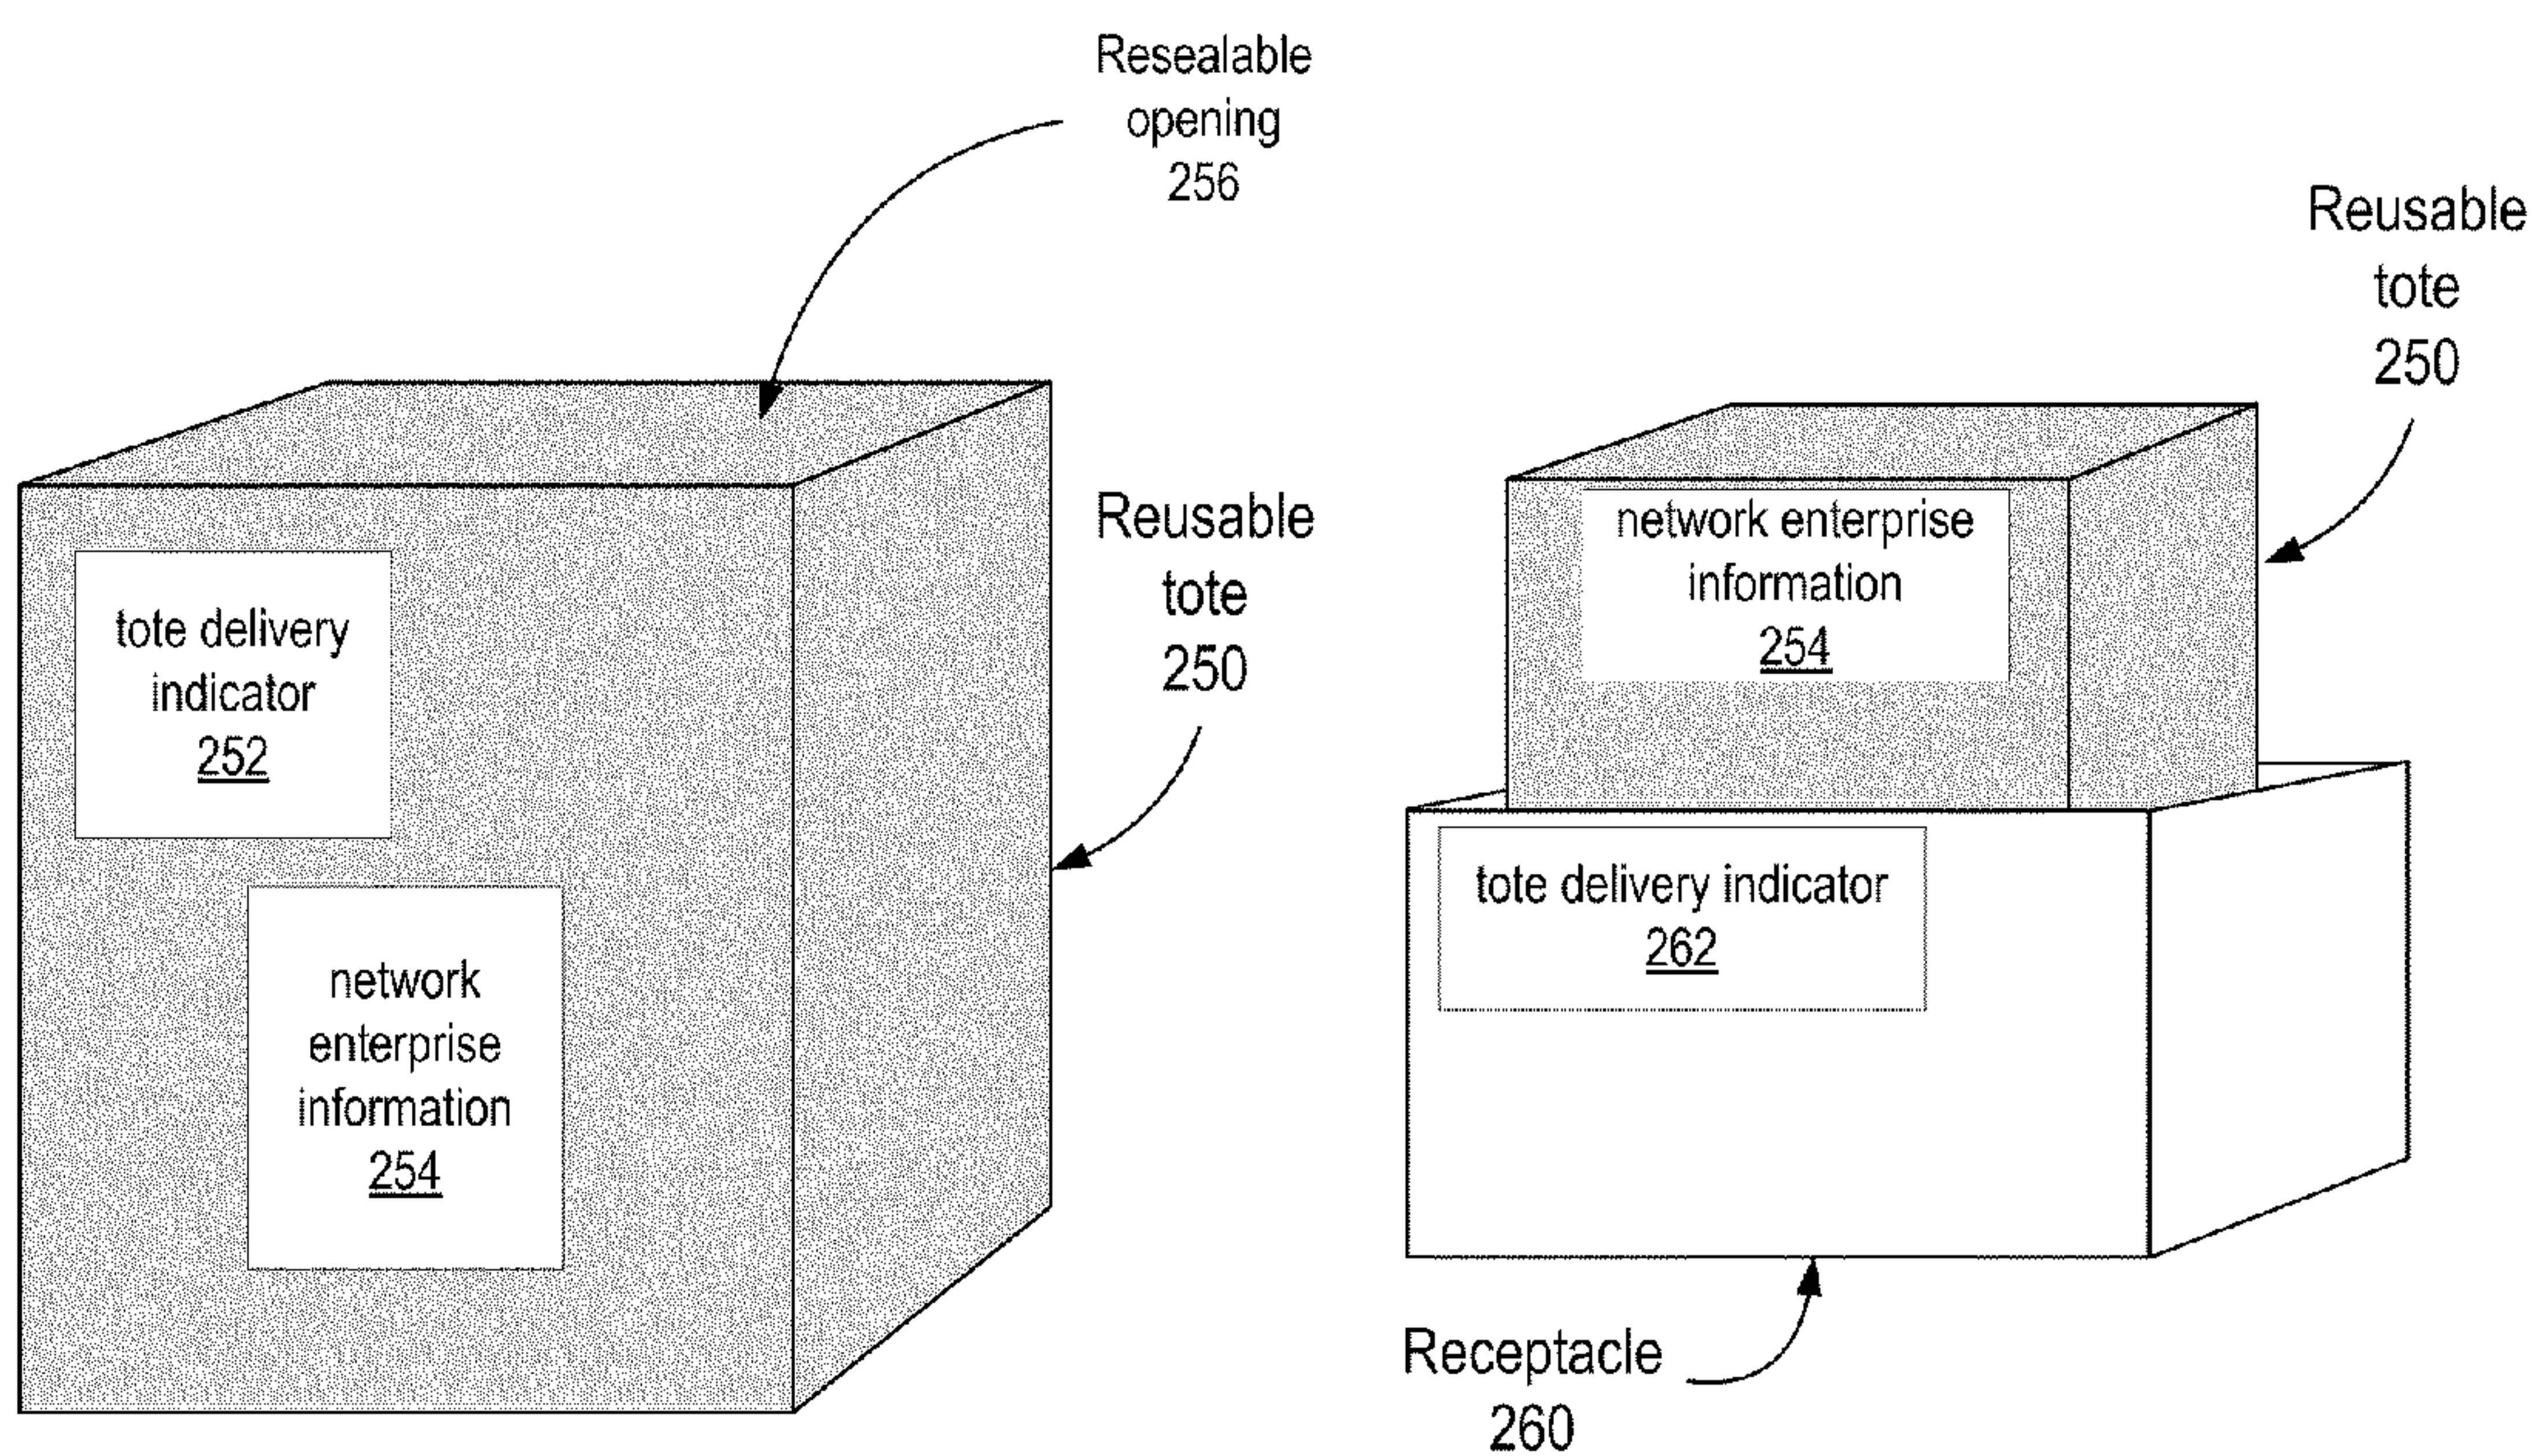 Resealable
opening
256
Reusable
tote
250
tote delivery
indicator
252
network
enterprise
information
254
Reusable
tote
250
network enterprise
information
254
tote delivery indicator
262
Receptacle
260